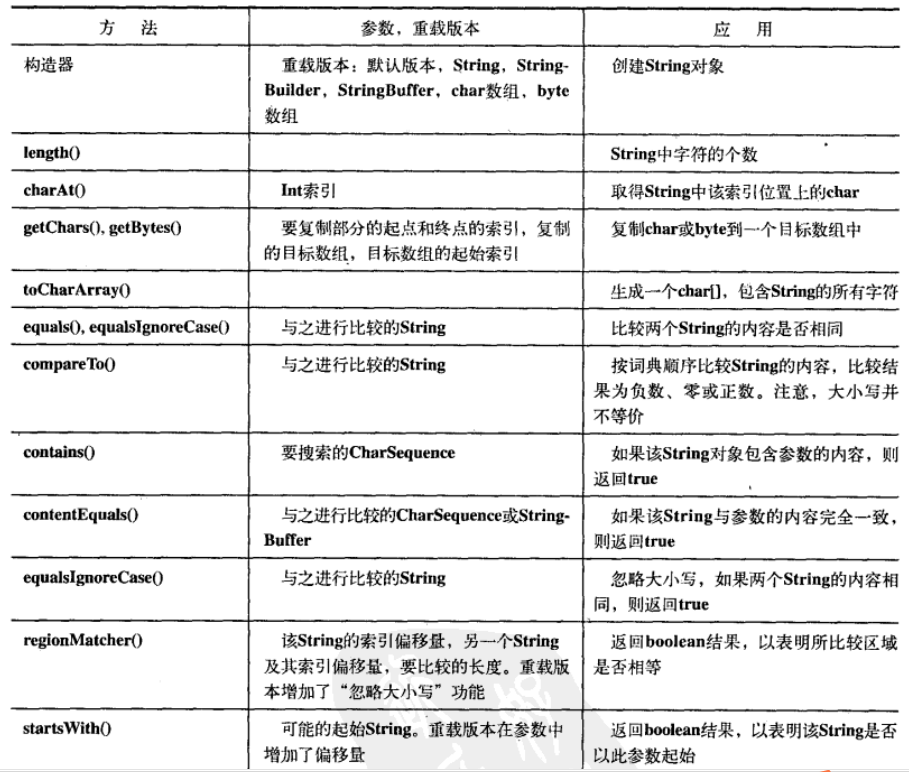 方 法 参数，重载版本 应 用
构造器 重载版本：默认版本，String，String- 创建String对象
Builder，StringBuffer，char数组，byte
数组
length() String中字符的个数
charAt() Int索引 取得String中该索引位置上的char
getChars(), getBytes() 要复制部分的起点和终点的索引，复制 复制char或byte到一个目标数组中
的目标数组，目标数组的起始索引
toCharArray() 生成一个char[]，包含String的所有字符
equals(), equalsIgnoreCase() 与之进行比较的String 比较两个String的内容是否相同
compareTo() 与之进行比较的String 按词典顺序比较String的内容，比较结
果为负数、零或正数。注意，大小写并
不等价
contains() 要搜索的CharSequence 如果该String对象包含参数的内容，则
返回true
contentEquals() 与之进行比较的CharSequence或String- 如果该String与参数的内容完全一致，
Buffer 则返回true
equalsIgnoreCase() 与之进行比较的String 忽略大小写，如果两个String的内容相
同，则返回true
regionMatcher() 该String的索引偏移量，另一个String 返回boolean结果，以表明所比较区域
及其索引偏移量，要比较的长度。重载版 是否相等
本增加了“忽略大小写”功能
startsWith() 可能的起始String。重载版本在参数中 返回boolean结果，以表明该String是否
增加了偏移量 以此参数起始